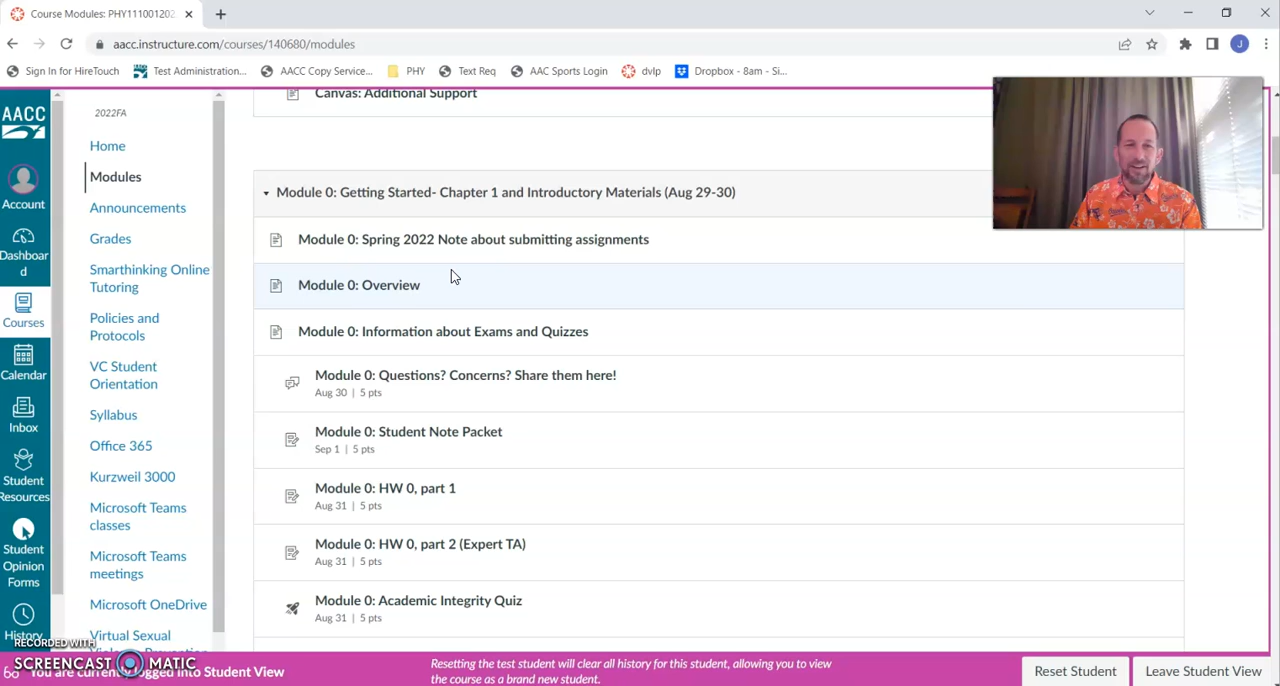 Course Modules: PHY111001202
aacc.instructure.com/courses/140680/modules
J
Sign In for HireTouch
Test Administration...
AACC Copy Service...
PHY
Text Req
AAC Sports Login
dvlp
Dropbox - 8am - Si...
AACC
Account
Dashboar
d
Courses
Calendar
Inbox
Student
Resources
Student
Opinion
Forms
History
2022FA
Home
Modules
Announcements
Grades
Smarthinking Online
Tutoring
Policies and
Protocols
VC Student
Orientation
Syllabus
Office 365
Kurzweil 3000
Microsoft Teams
classes
Microsoft Teams
meetings
Microsoft OneDrive
Virtual Sexual
Canvas: Additional Support
Module 0: Getting Started- Chapter 1 and Introductory Materials (Aug 29-30)
Module 0: Spring 2022 Note about submitting assignments
Module 0: Overview
Module 0: Information about Exams and Quizzes
Module 0: Questions? Concerns? Share them here!
Aug 30 | 5 pts
Module 0: Student Note Packet
Sep 1 | 5 pts
Module 0: HW 0, part 1
Aug 31 | 5 pts
Module 0: HW 0, part 2 (Expert TA)
Aug 31 | 5 pts
Module 0: Academic Integrity Quiz
Aug 31 | 5 pts
RECORDED WITH
SCREENCAST MATIC
You are currently logged into Student View
Resetting the test student will clear all history for this student, allowing you to view
the course as a brand new student.
Reset Student
Leave Student View